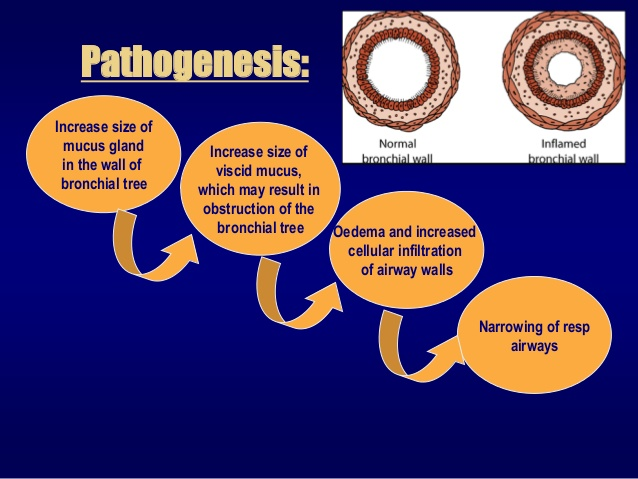 Pathogenesis:
Normal
bronchial wall
Inflamed
bronchial wall
Increase size of
mucus gland
in the wall of
bronchial tree
Increase size of
viscid mucus,
which may result in
obstruction of the
bronchial tree
Oedema and increased
cellular infiltration
of airway walls
Narrowing of resp
airways